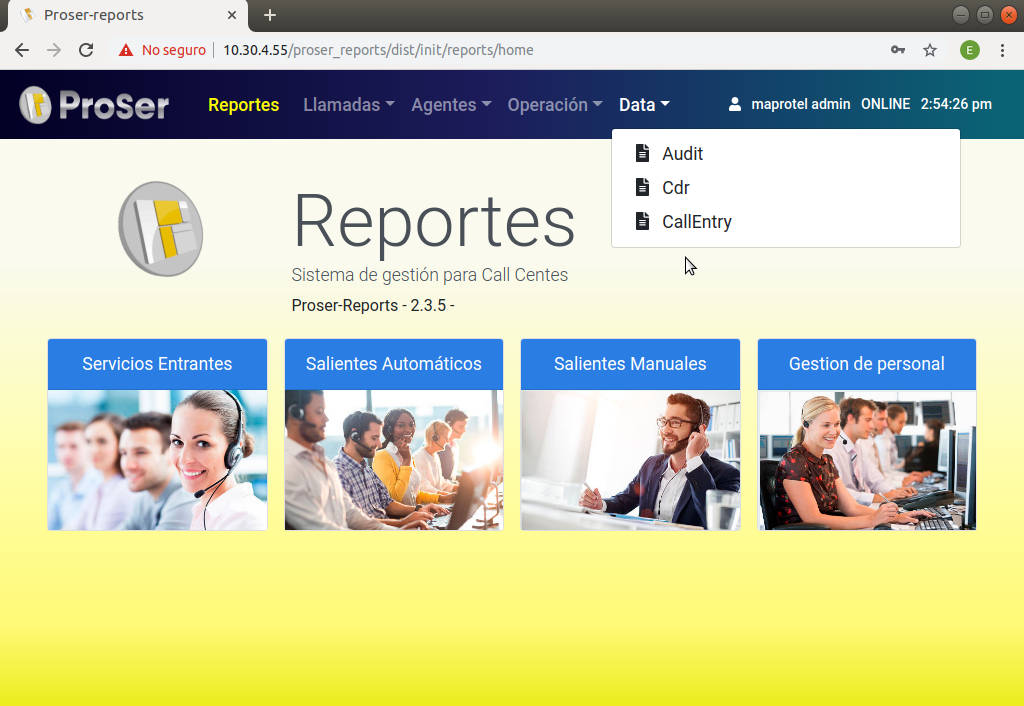 Proser-reports
No seguro 10.30.4.55/proser_reports/dist/init/reports/home E
ProSer Reportes Llamadas Agentes Operación Data maprotel admin ONLINE 2:54:26 pm
Audit
Cdr
CallEntry
Reportes
Sistema de gestión para Call Centes
Proser-Reports - 2.3.5 -
Servicios Entrantes Salientes Automáticos Salientes Manuales Gestion de personal